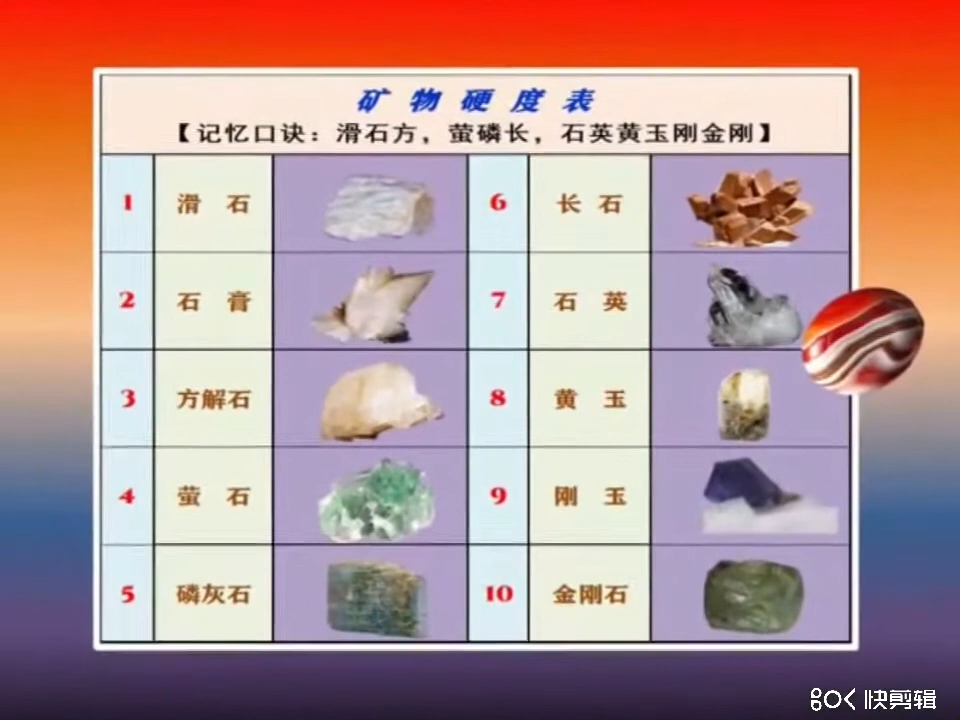 矿物硬度表
【记忆口诀：滑石方，萤磷长，石英黄玉刚金刚】
1 滑石 6 长石
2 石膏 7 石英
3 方解石 8 黄玉
4 萤石 9 刚玉
5 磷灰石 10 金刚石
快剪辑